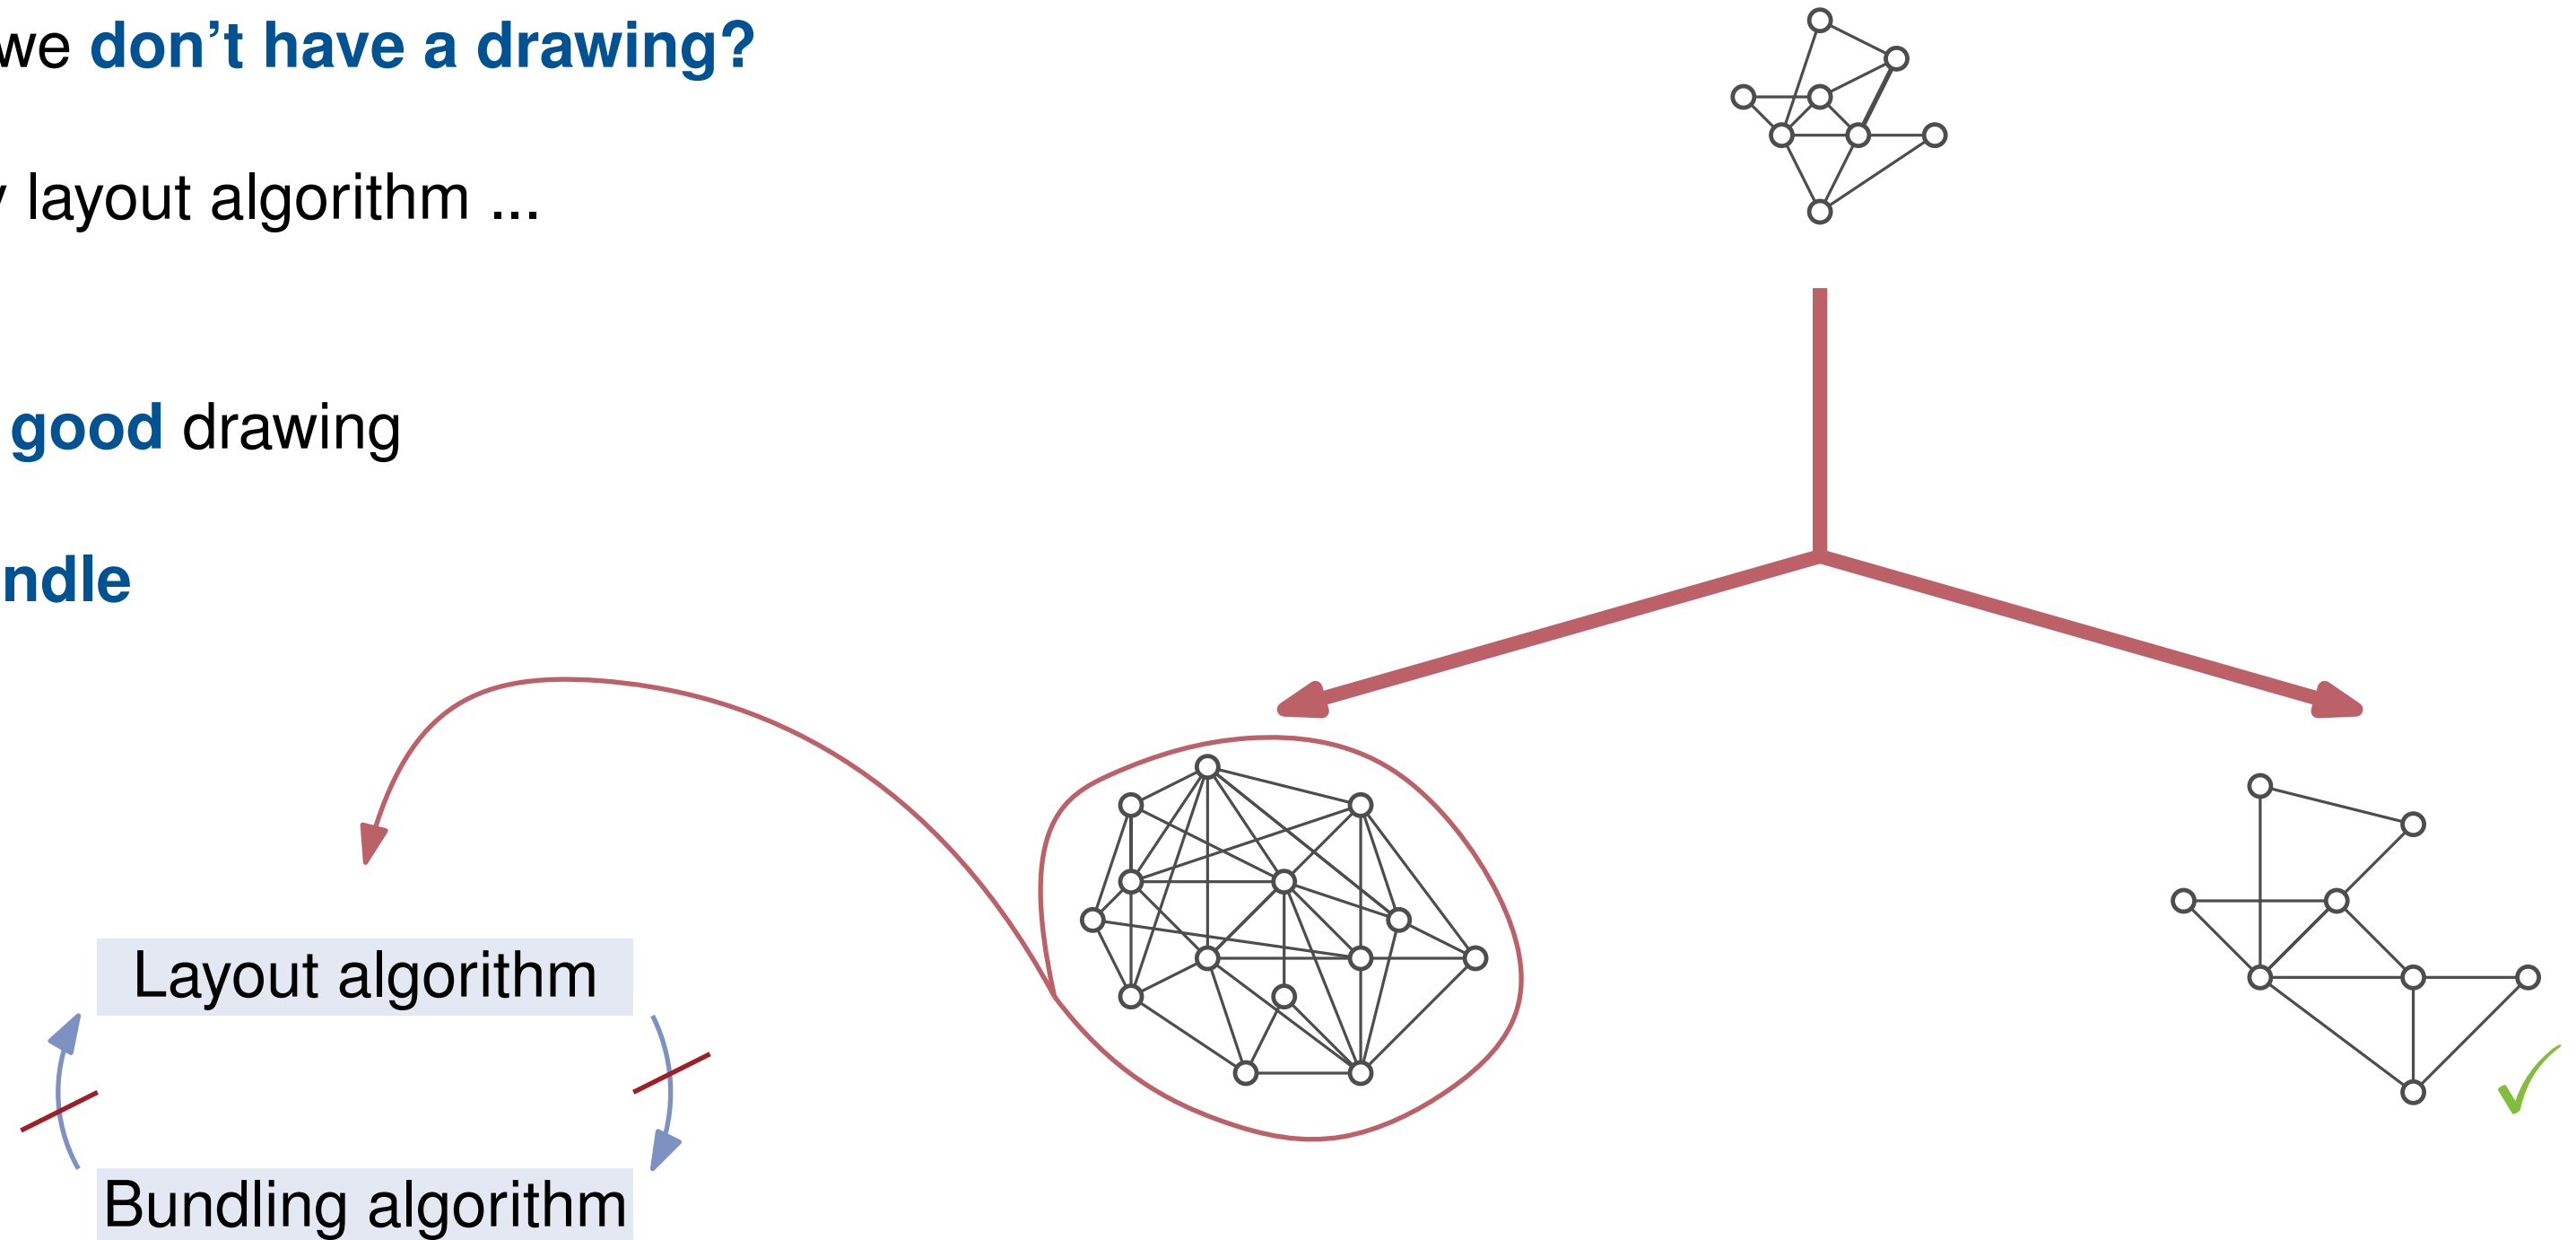 we don't have a drawing?
layout algorithm ...
good drawing
ndle
Layout algorithm
Bundling algorithm